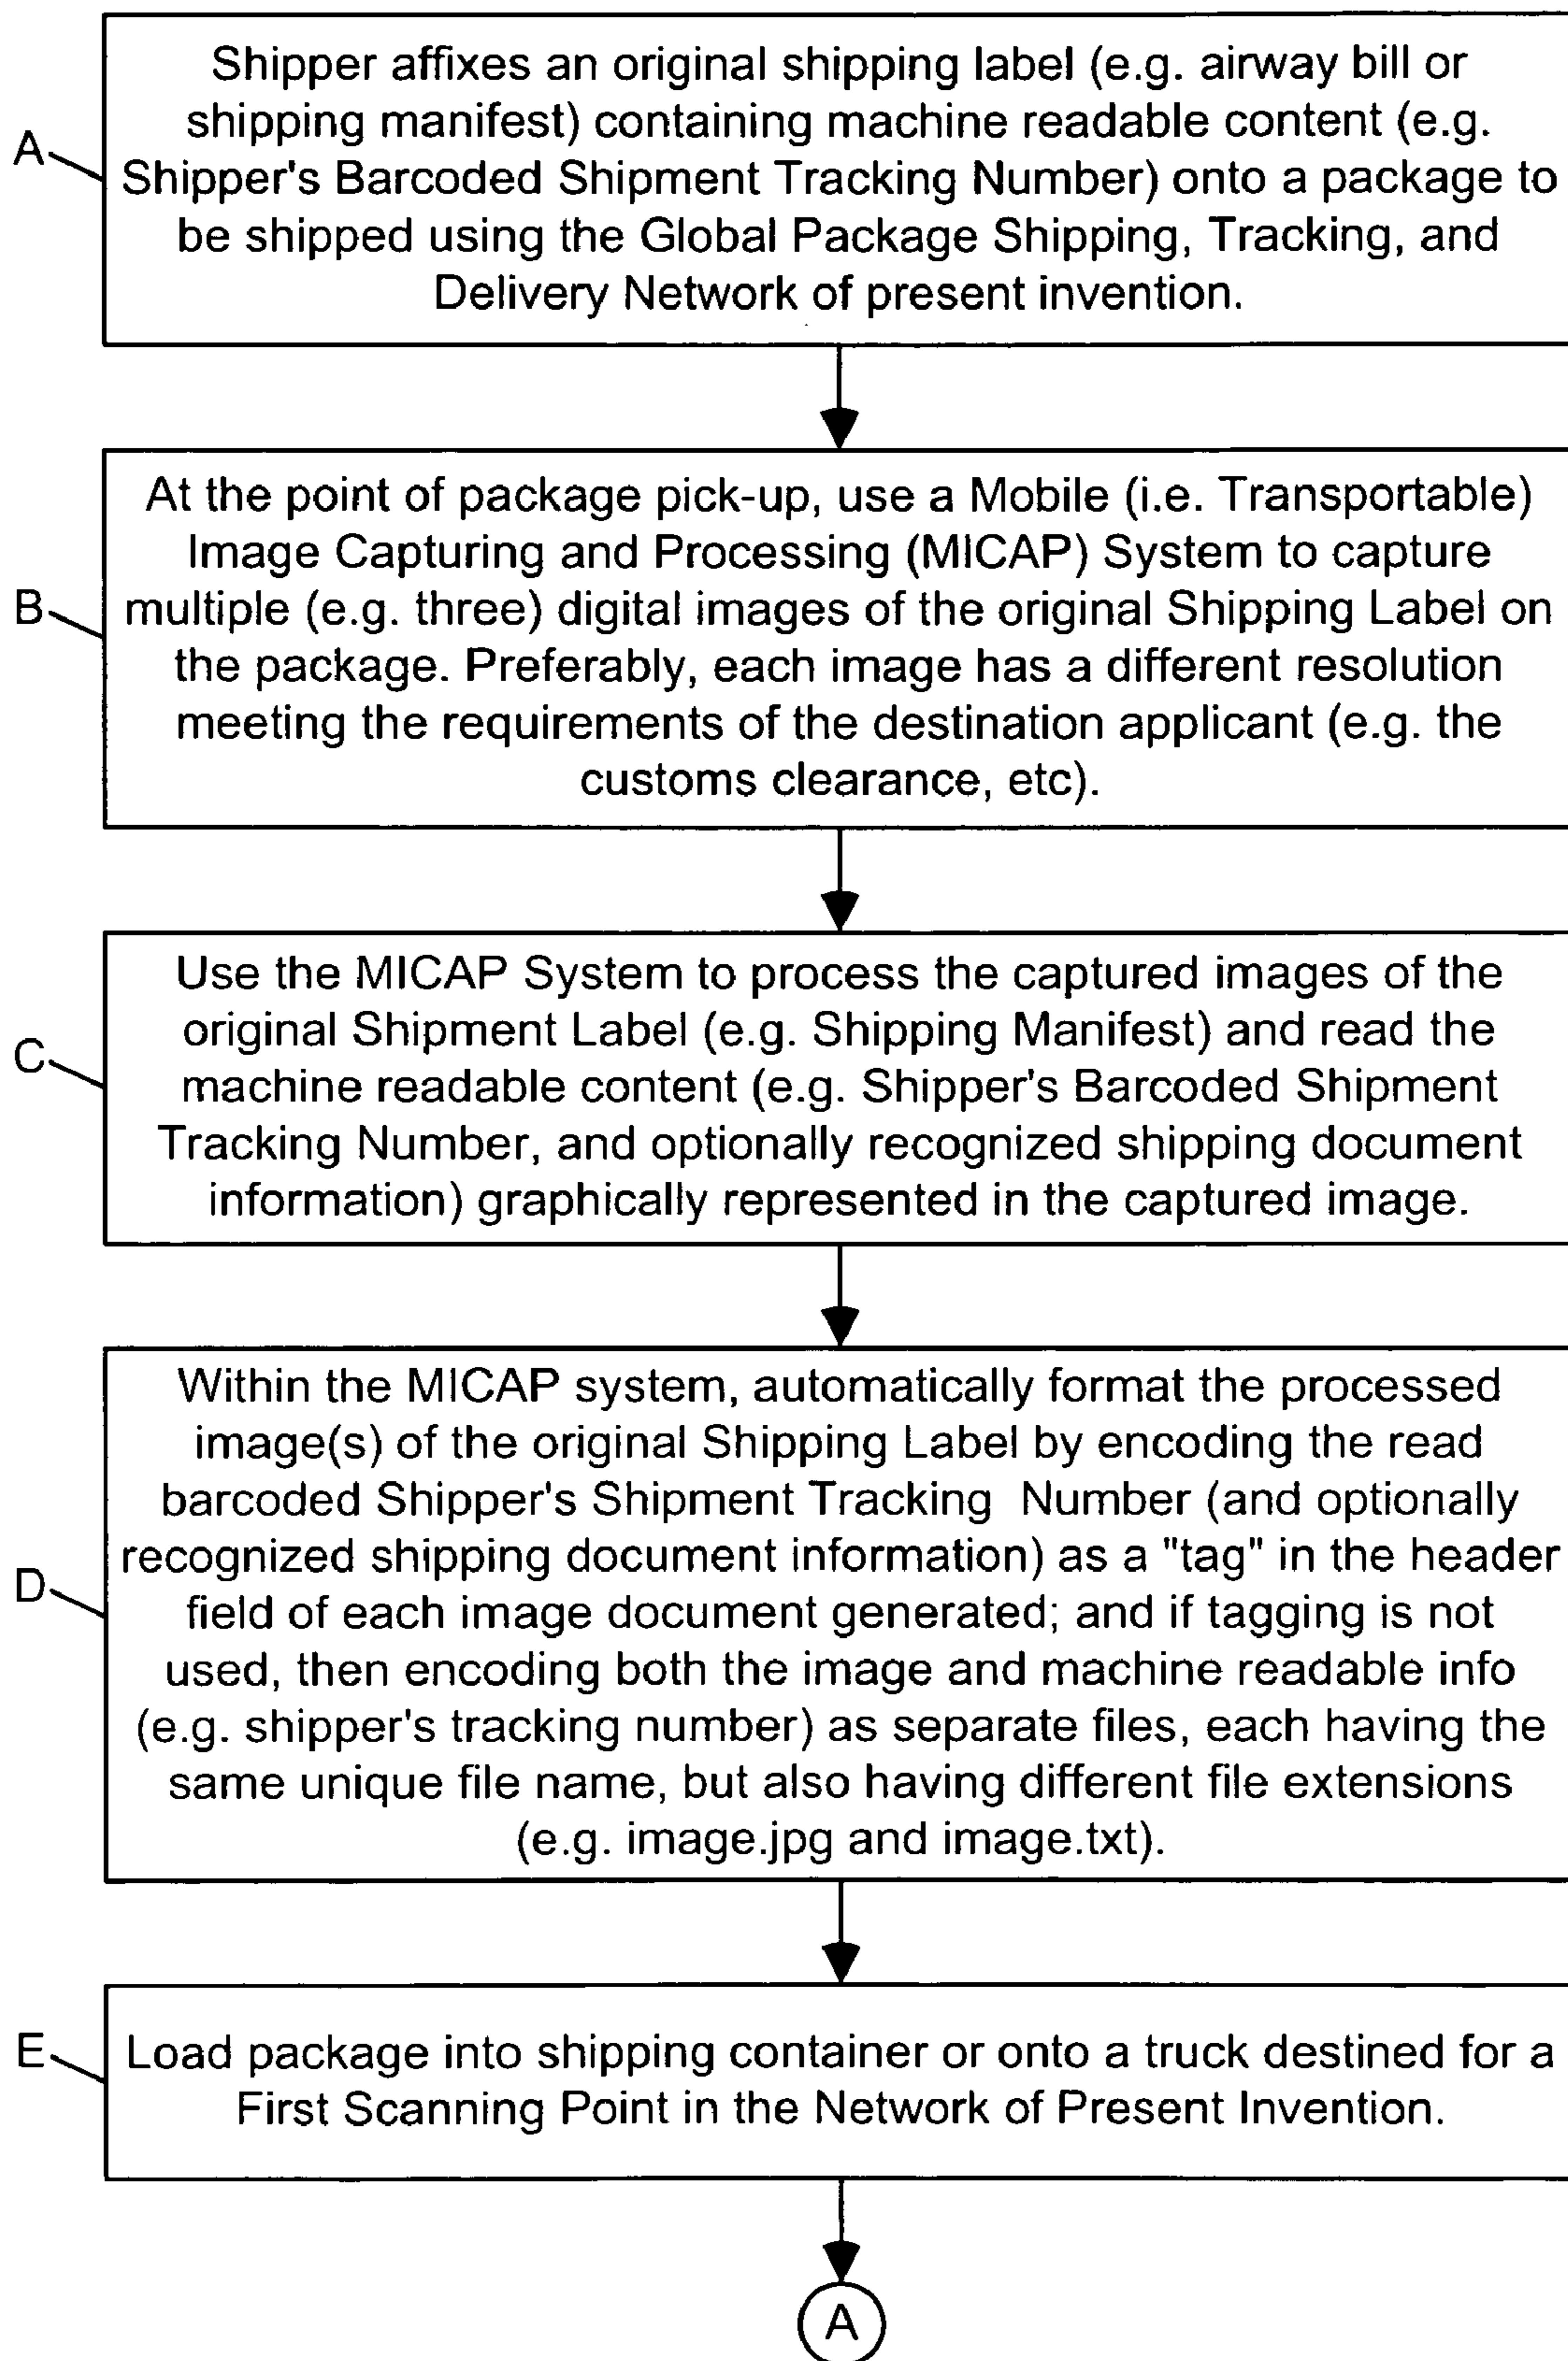 Shipper affixes an original shipping label (e.g. airway bill or
shipping manifest) containing machine readable content (e.g.
A
Shipper's Barcoded Shipment Tracking Number) onto a package to
be shipped using the Global Package Shipping, Tracking, and
Delivery Network of present invention.
At the point of package pick-up, use a Mobile (i.e. Transportable)
Image Capturing and Processing (MICAP) System to capture
B
multiple (e.g. three) digital images of the original Shipping Label on
the package. Preferably, each image has a different resolution
meeting the requirements of the destination applicant (e.g. the
customs clearance, etc).
Use the MICAP System to process the captured images of the
original Shipment Label (e.g. Shipping Manifest) and read the
C
machine readable content (e.g. Shipper's Barcoded Shipment
Tracking Number, and optionally recognized shipping document
information) graphically represented in the captured image.
Within the MICAP system, automatically format the processed
image(s) of the original Shipping Label by encoding the read
barcoded Shipper's Shipment Tracking Number (and optionally
recognized shipping document information) as a "tag" in the header
D
field of each image document generated; and if tagging is not
used, then encoding both the image and machine readable info
(e.g. shipper's tracking number) as separate files, each having the
same unique file name, but also having different file extensions
(e.g. image.jpg and image.txt).
E
Load package into shipping container or onto a truck destined for a
First Scanning Point in the Network of Present Invention.
A